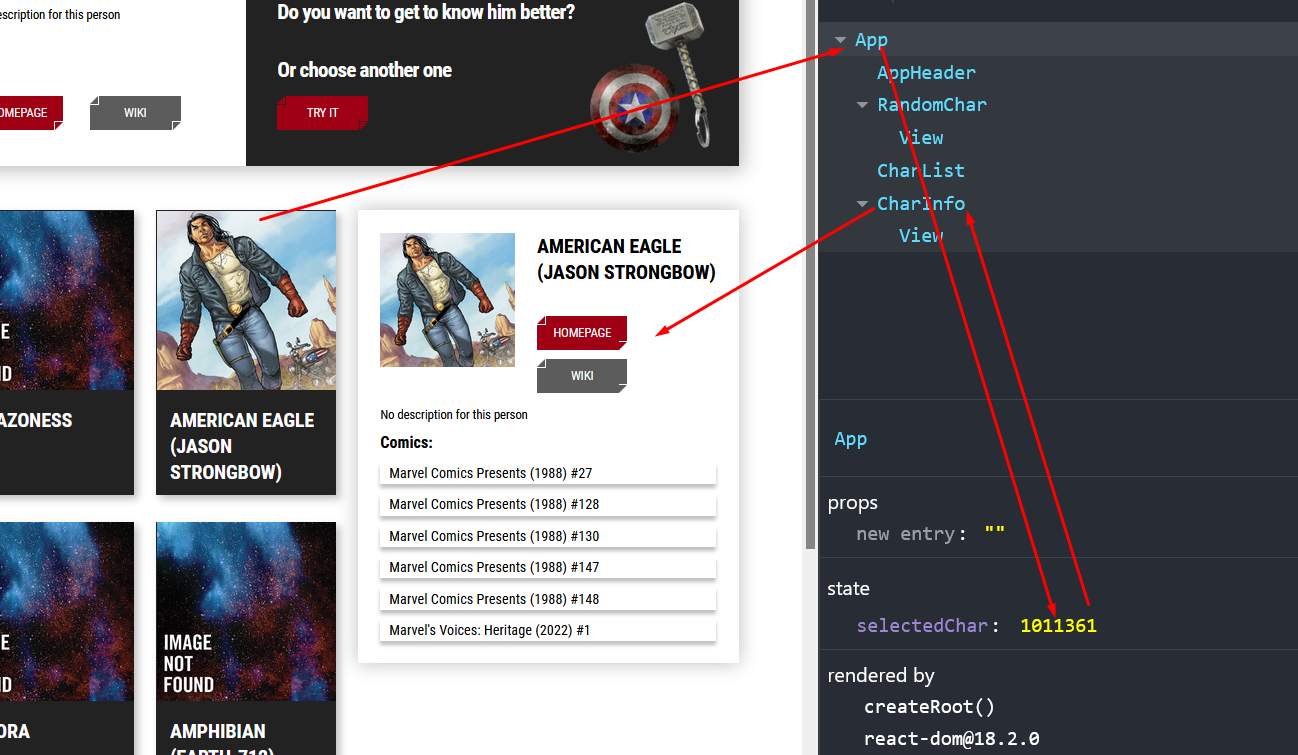 escription for this person
Do you want to get to know him better?
Or choose another one
OMEPAGE
WIKI
TRY IT
AZONESS
AMERICAN EAGLE
(JASON
STRONGBOW)
AMERICAN EAGLE
(JASON STRONGBOW)
HOMEPAGE
WIKI
No description for this person
Comics:
Marvel Comics Presents (1988) #27
Marvel Comics Presents (1988) #128
Marvel Comics Presents (1988) #130
Marvel Comics Presents (1988) #147
Marvel Comics Presents (1988) #148
Marvel's Voices: Heritage (2022) #1
E
D
E
D
IMAGE
NOT
FOUND
ORA
AMPHIBIAN
App
AppHeader
RandomChar
View
CharList
CharInfo
View
App
props
new entry: ""
state
selectedChar: 1011361
rendered by
createRoot()
react-dom@18.2.0